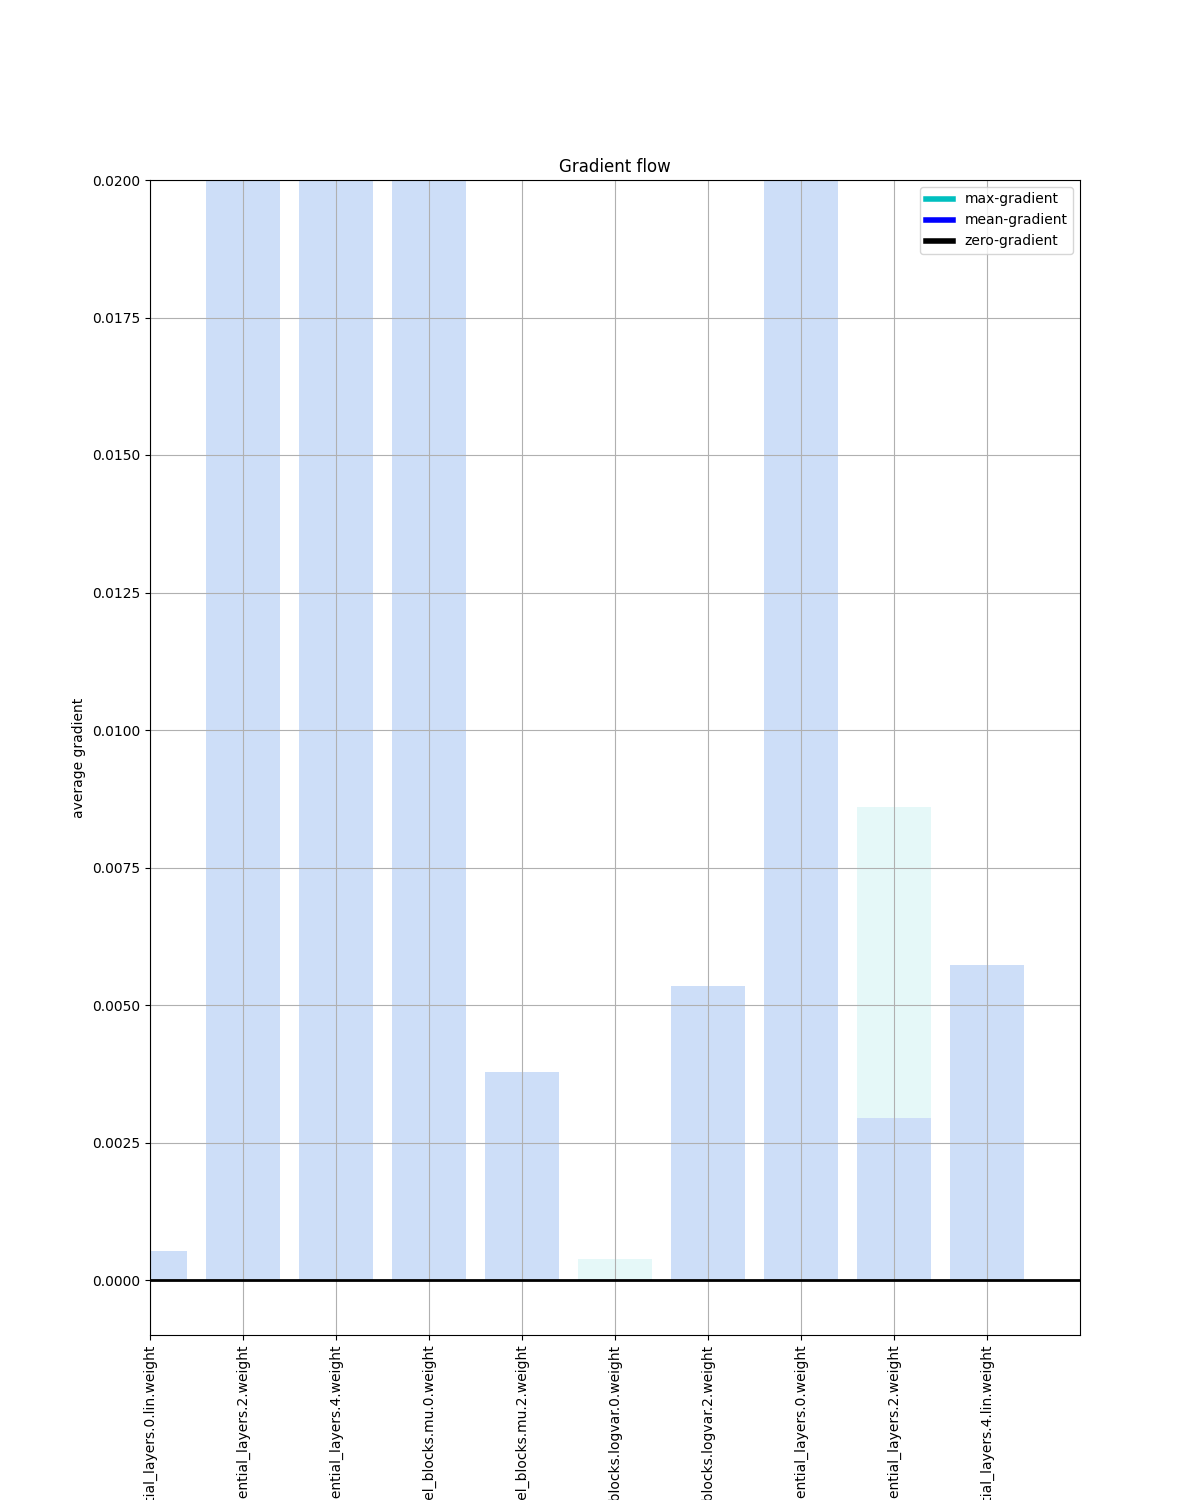 Gradient flow
max-gradient
mean-gradient
zero-gradient
0.0200
0.0175
0.0150
0.0125
0.0100
0.0075
0.0050
0.0025
0.0000
average gradient
tial_layers.0.lin.weight
ential_layers.2.weight
ential_layers.4.weight
el_blocks.mu.0.weight
el_blocks.mu.2.weight
blocks.logvar.0.weight
blocks.logvar.2.weight
ential_layers.0.weight
ential_layers.2.weight
tial_layers.4.lin.weight